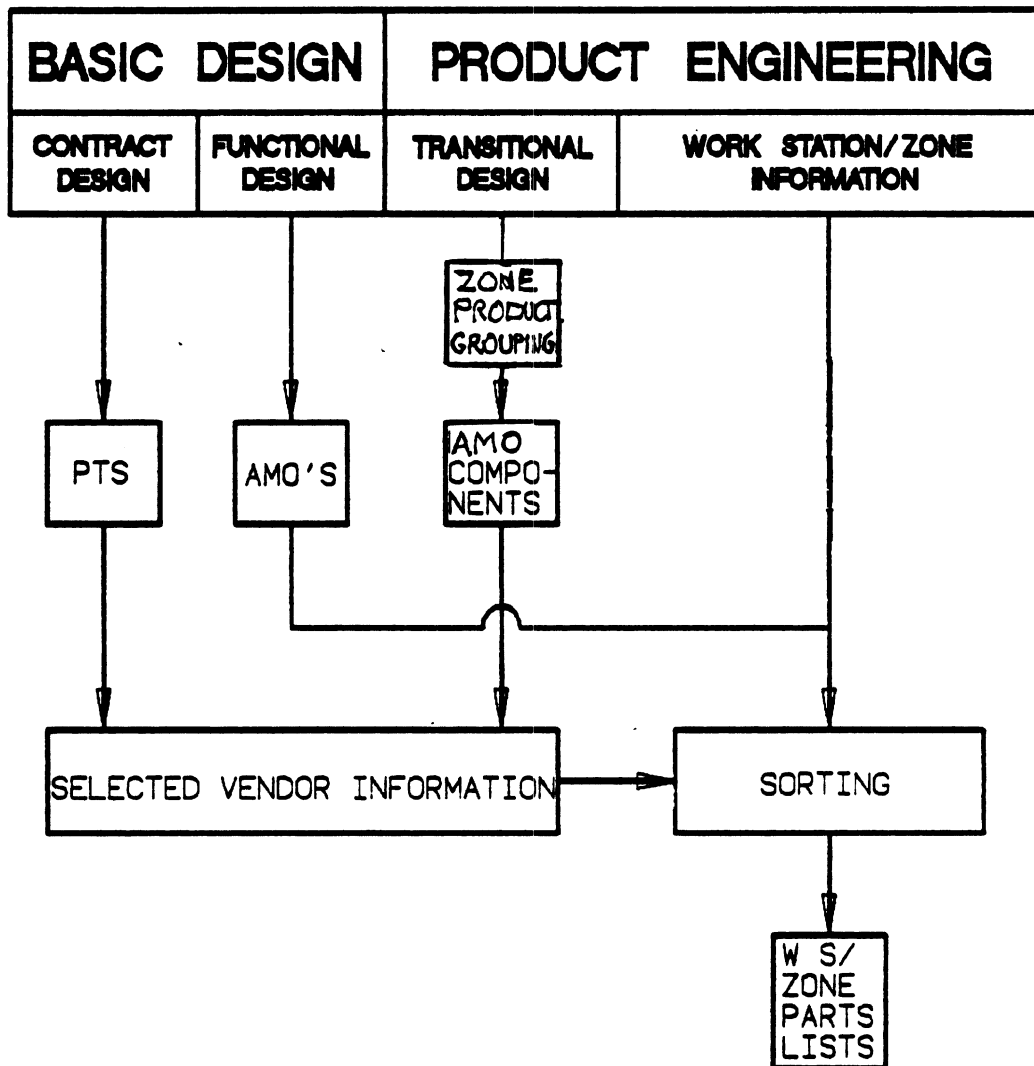 BASIC DESIGN
PRODUCT ENGINEERING
CONTRACT
DESIGN
FUNCTIONAL
DESIGN
TRANSITIONAL
DESIGN
WORK STATION/ZONE
INFORMATION
ZONE
PRODUCT
GROUPING
PTS
AMO'S
AMO
COMPO-
NENTS
SELECTED VENDOR INFORMATION
SORTING
W S/
ZONE
PARTS
LISTS